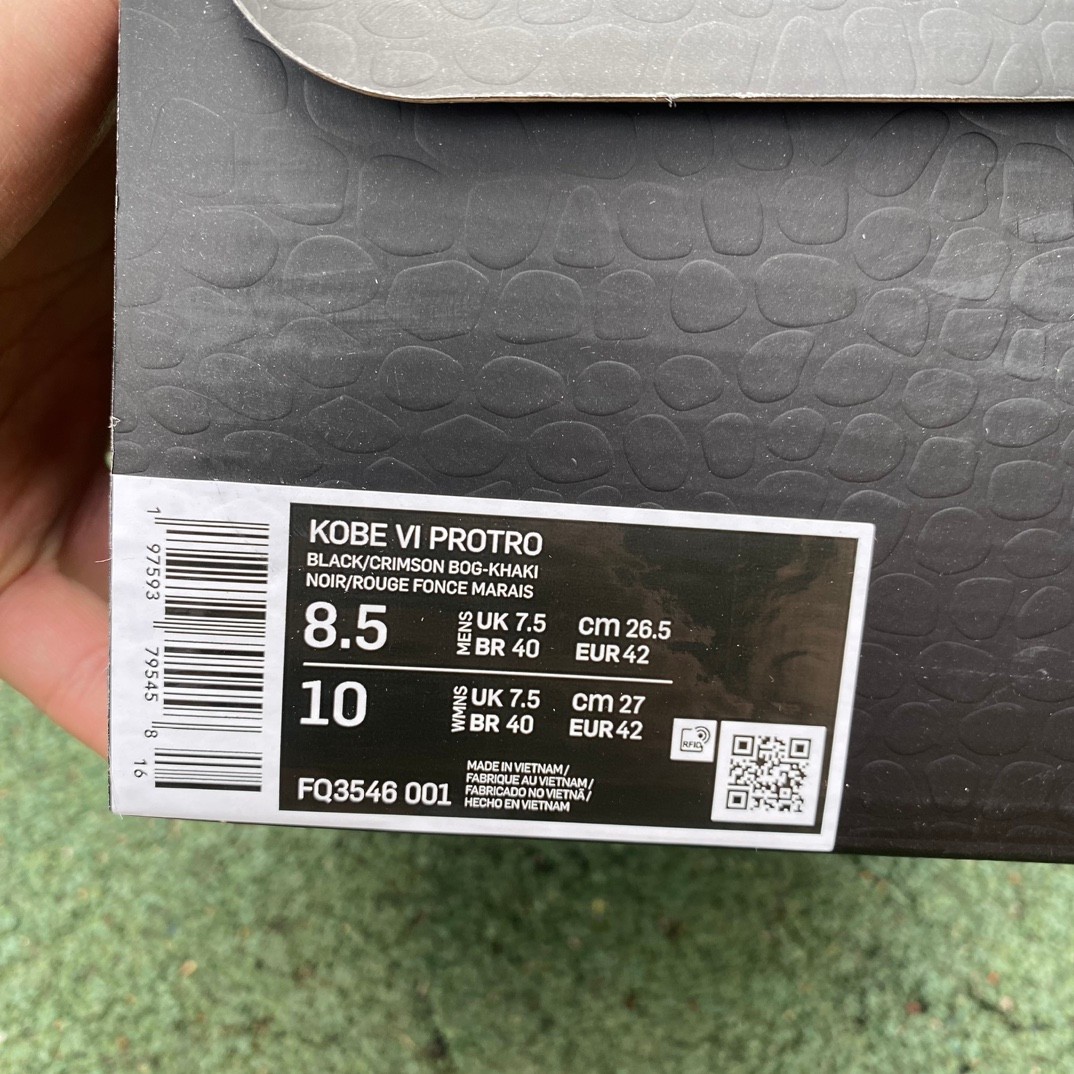 KOBE VI PROTRO
BLACK/CRIMSON BOG-KHAKI
NOIR/ROUGE FONCE MARAIS
8.5 MENS UK 7.5 cm 26.5
BR 40 EUR 42
10 WMNS UK 7.5 cm 27
BR 40 EUR 42
FQ3546 001
MADE IN VIETNAM /
FABRIQUE AU VIETNAM /
FABRICADO NO VIETNÃ /
HECHO EN VIETNAM
RFID
1 97593 79545 8
16